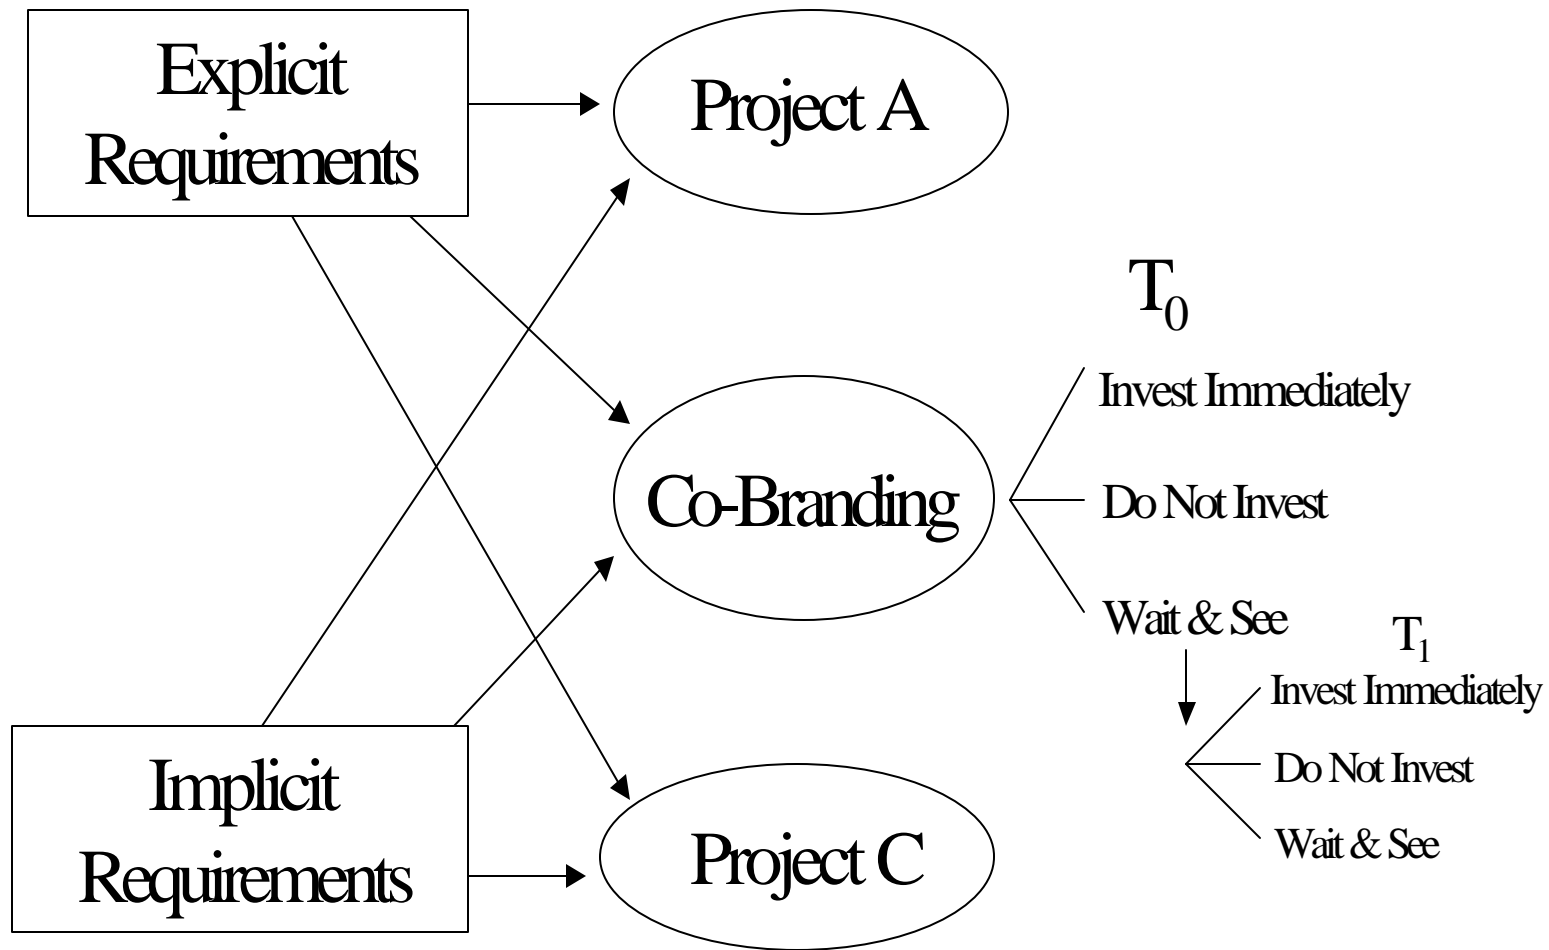 Explicit
Requirements
Project A
T0
Invest Immediately
Co-Branding
Do Not Invest
Wait & See
T1
Invest Immediately
Do Not Invest
Wait & See
Implicit
Requirements
Project C